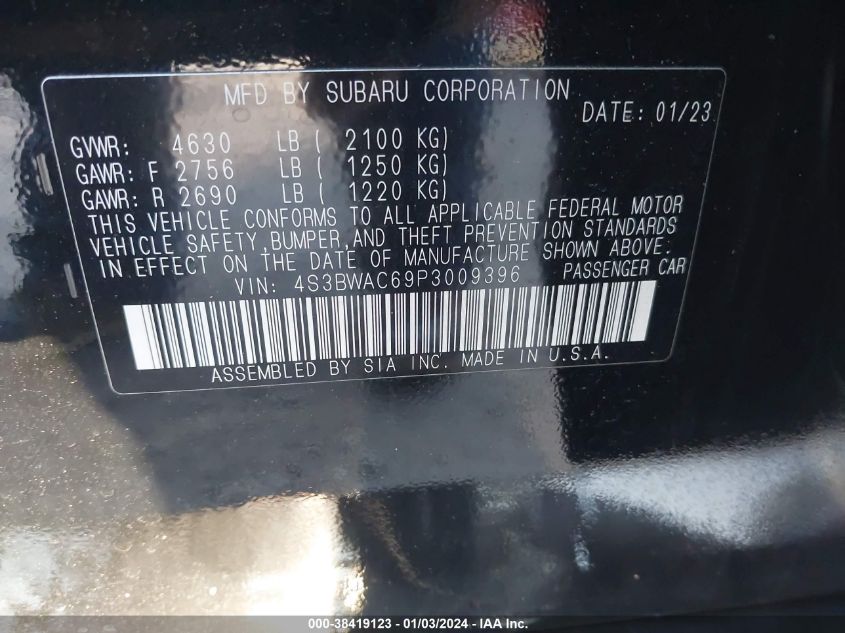 MFD BY SUBARU CORPORATION
DATE: 01/23
GVWR: 4630 LB ( 2100 KG)
GAWR: F 2756 LB ( 1250 KG)
GAWR: R 2690 LB ( 1220 KG)
THIS VEHICLE CONFORMS TO ALL APPLICABLE FEDERAL MOTOR
VEHICLE SAFETY,BUMPER,AND THEFT PREVENTION STANDARDS
IN EFFECT ON THE DATE OF MANUFACTURE SHOWN ABOVE.
VIN: 4S3BWAC69P3009396 PASSENGER CAR
ASSEMBLED BY SIA INC. MADE IN U.S.A.
000-38419123 - 01/03/2024 - IAA Inc.